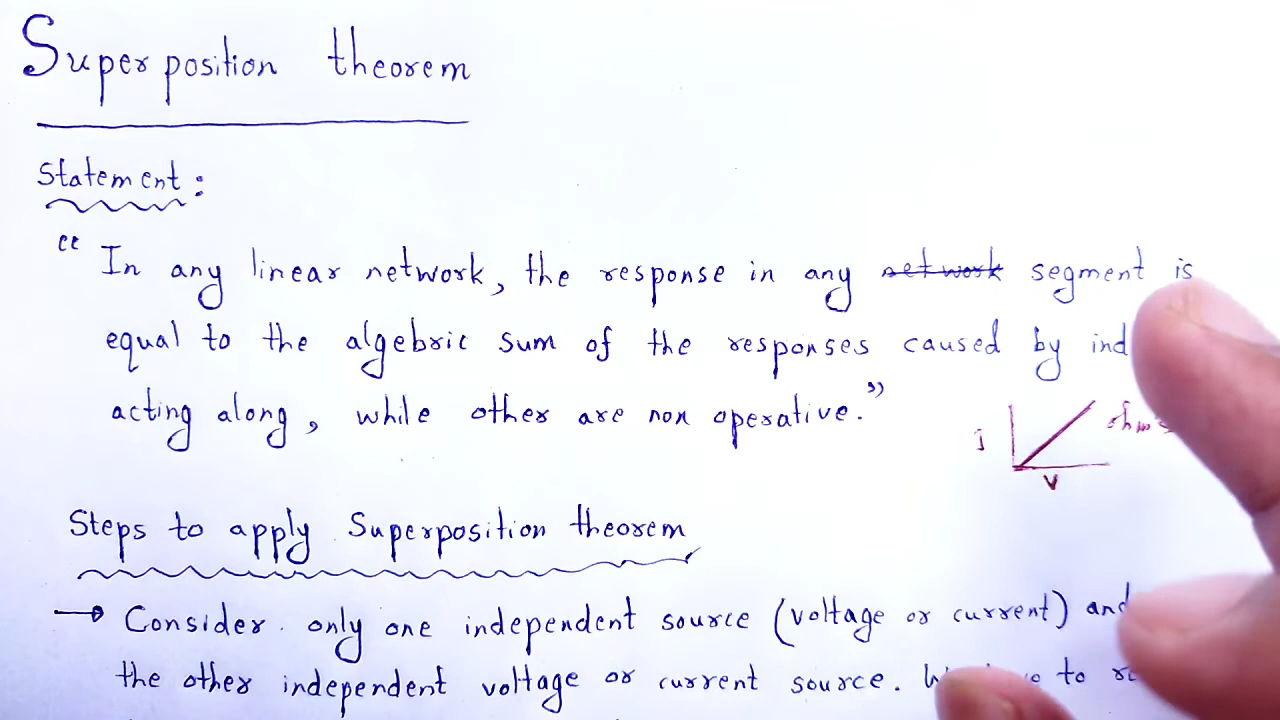 Superposition theorem
Statement:
“ In any linear network, the response in any network segment is
equal to the algebric sum of the responses caused by
acting along, while other are non operative.”
i
V
Steps to apply Superposition theorem
→ Consider only one independent source (voltage or current) and
the other independent voltage or current source. to